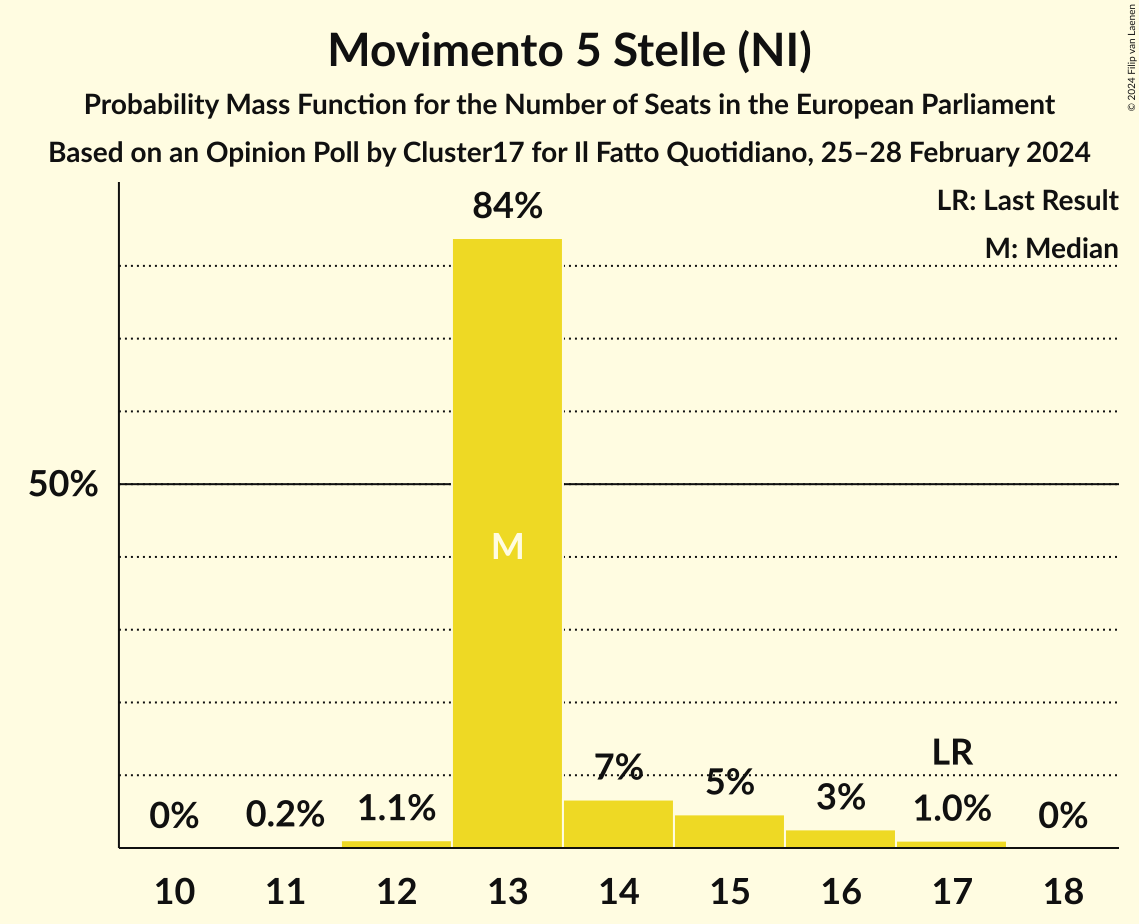 Movimento 5 Stelle (NI)
Probability Mass Function for the Number of Seats in the European Parliament
Based on an Opinion Poll by Cluster17 for Il Fatto Quotidiano, 25–28 February 2024
© 2024 Filip van Laenen
LR: Last Result
M: Median
84%
50%
M
LR
0% 0.2% 1.1% 7% 5% 3% 1.0% 0%
10 11 12 13 14 15 16 17 18